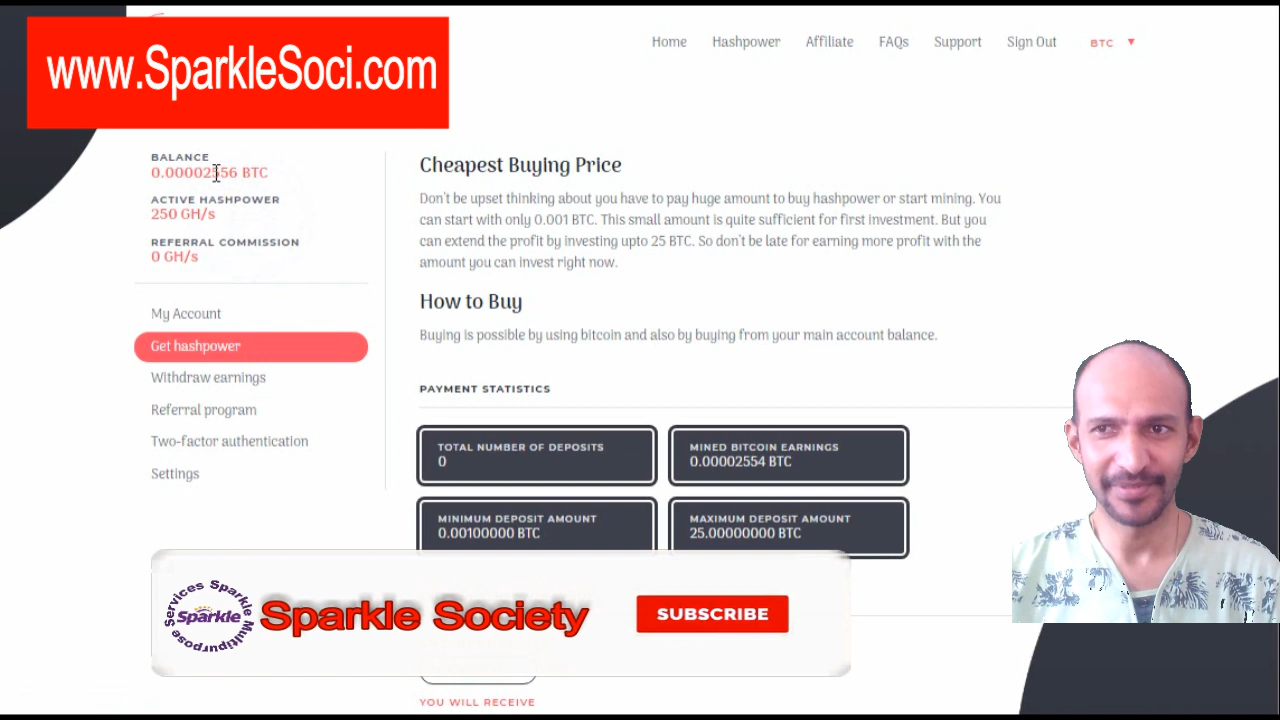 www.SparkleSoci.com
Home Hashpower Affiliate FAQs Support Sign Out BTC
BALANCE
0.00002556 BTC
ACTIVE HASHPOWER
250 GH/s
REFERRAL COMMISSION
0 GH/s
My Account
Get hashpower
Withdraw earnings
Referral program
Two-factor authentication
Settings
Cheapest Buying Price
Don't be upset thinking about you have to pay huge amount to buy hashpower or start mining. You
can start with only 0.001 BTC. This small amount is quite sufficient for first investment. But you
can extend the profit by investing upto 25 BTC. So don't be late for earning more profit with the
amount you can invest right now.
How to Buy
Buying is possible by using bitcoin and also by buying from your main account balance.
PAYMENT STATISTICS
TOTAL NUMBER OF DEPOSITS
0
MINED BITCOIN EARNINGS
0.00002554 BTC
MINIMUM DEPOSIT AMOUNT
0.00100000 BTC
MAXIMUM DEPOSIT AMOUNT
25.00000000 BTC
Services Sparkle Multipurpose
Sparkle
Sparkle Society
SUBSCRIBE
YOU WILL RECEIVE